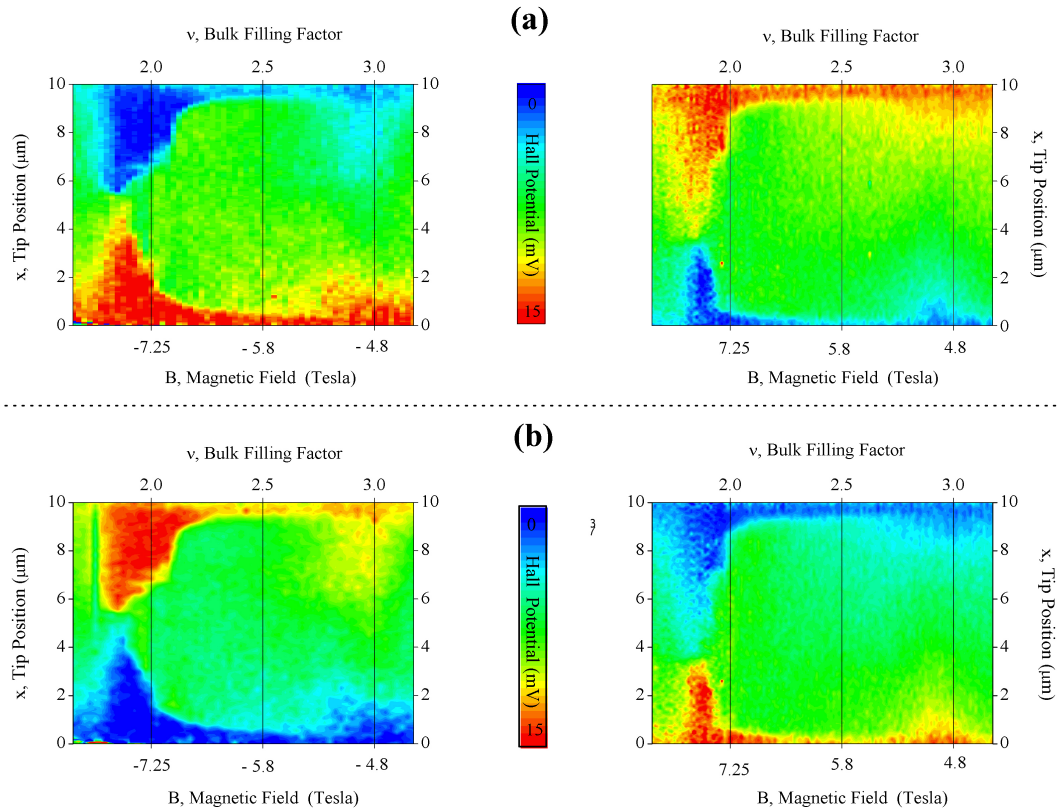 (a)
ν, Bulk Filling Factor
2.0 2.5 3.0
10 8 6 4 2 0
x, Tip Position (μm)
10 8 6 4 2 0
-7.25 - 5.8 - 4.8
B, Magnetic Field (Tesla)
0 Hall Potential (mV) 15
ν, Bulk Filling Factor
2.0 2.5 3.0
10 8 6 4 2 0
x, Tip Position (μm)
7.25 5.8 4.8
B, Magnetic Field (Tesla)
(b)
ν, Bulk Filling Factor
2.0 2.5 3.0
10 8 6 4 2 0
x, Tip Position (μm)
10 8 6 4 2 0
-7.25 - 5.8 - 4.8
B, Magnetic Field (Tesla)
0 Hall Potential (mV) 15
ν, Bulk Filling Factor
2.0 2.5 3.0
10 8 6 4 2 0
x, Tip Position (μm)
7.25 5.8 4.8
B, Magnetic Field (Tesla)